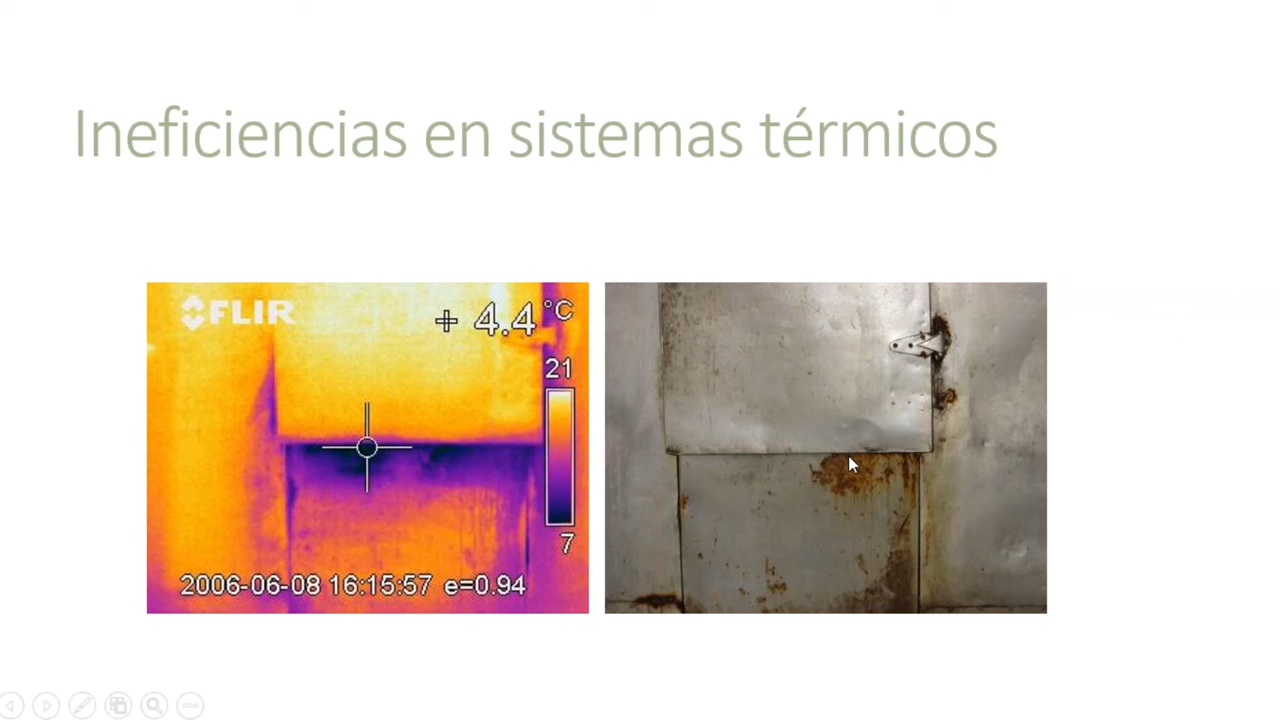 Ineficiencias en sistemas térmicos
FLIR
+ 4.4 °C
21
7
2006-06-08 16:15:57 e=0.94